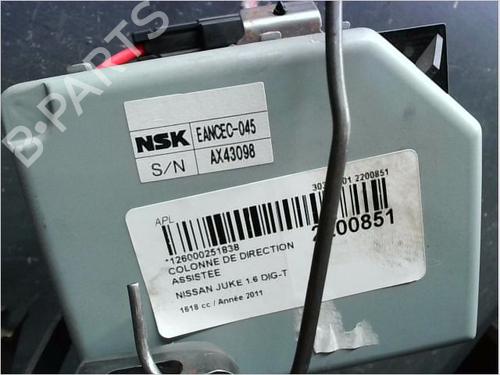 B-PARTS
NSK EANCEC-045
S/N AX43098
APL
2200851
2200851
*126000251838
COLONNE DE DIRECTION
ASSISTEE
NISSAN JUKE 1.6 DIG-T
1618 cc / Année 2011